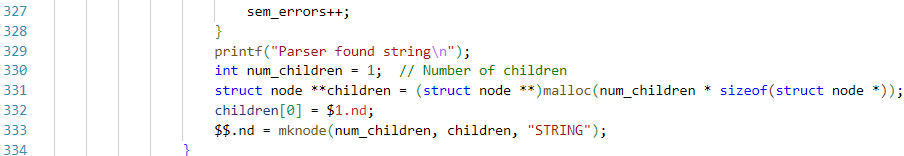 327 sem_errors++;
328 }
329 printf("Parser found string\n");
330 int num_children = 1;  // Number of children
331 struct node **children = (struct node **)malloc(num_children * sizeof(struct node *));
332 children[0] = $1.nd;
333 $$.nd = mknode(num_children, children, "STRING");
334 }